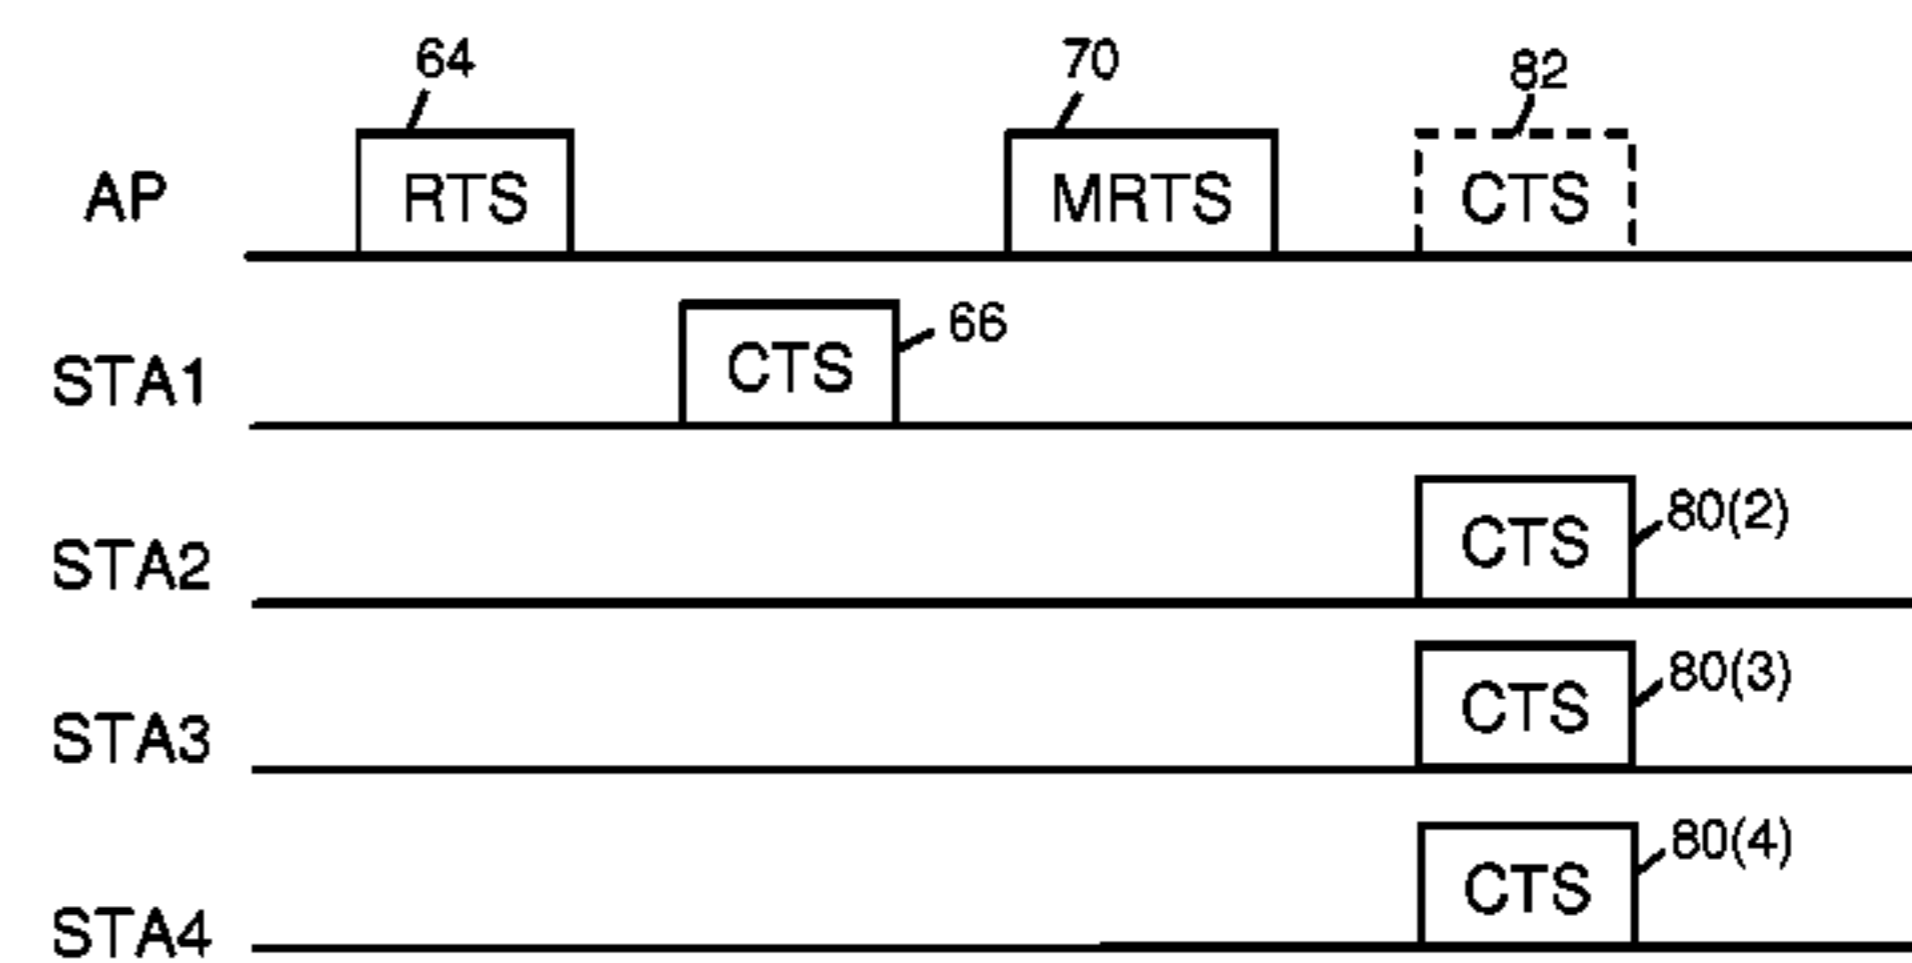 64
70
82
AP
RTS
MRTS
CTS
STA1
CTS
66
STA2
CTS
80(2)
STA3
CTS
80(3)
STA4
CTS
80(4)